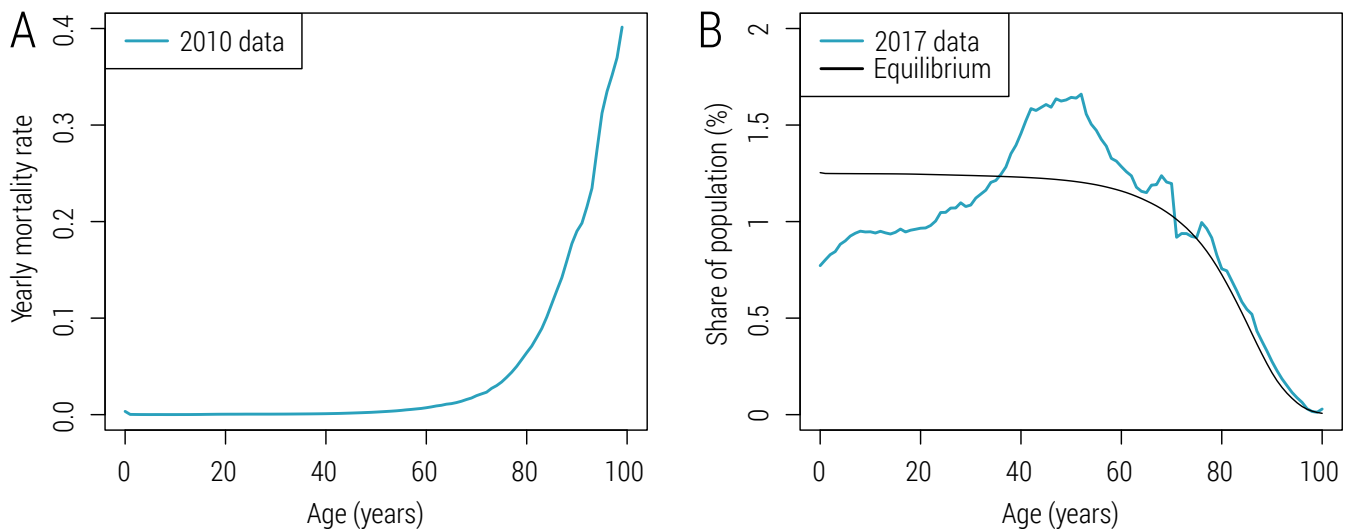 A
2010 data
Yearly mortality rate
0.4
0.3
0.2
0.1
0.0
0 20 40 60 80 100
Age (years)
B
2017 data
Equilibrium
Share of population (%)
2
1.5
1
0.5
0
0 20 40 60 80 100
Age (years)